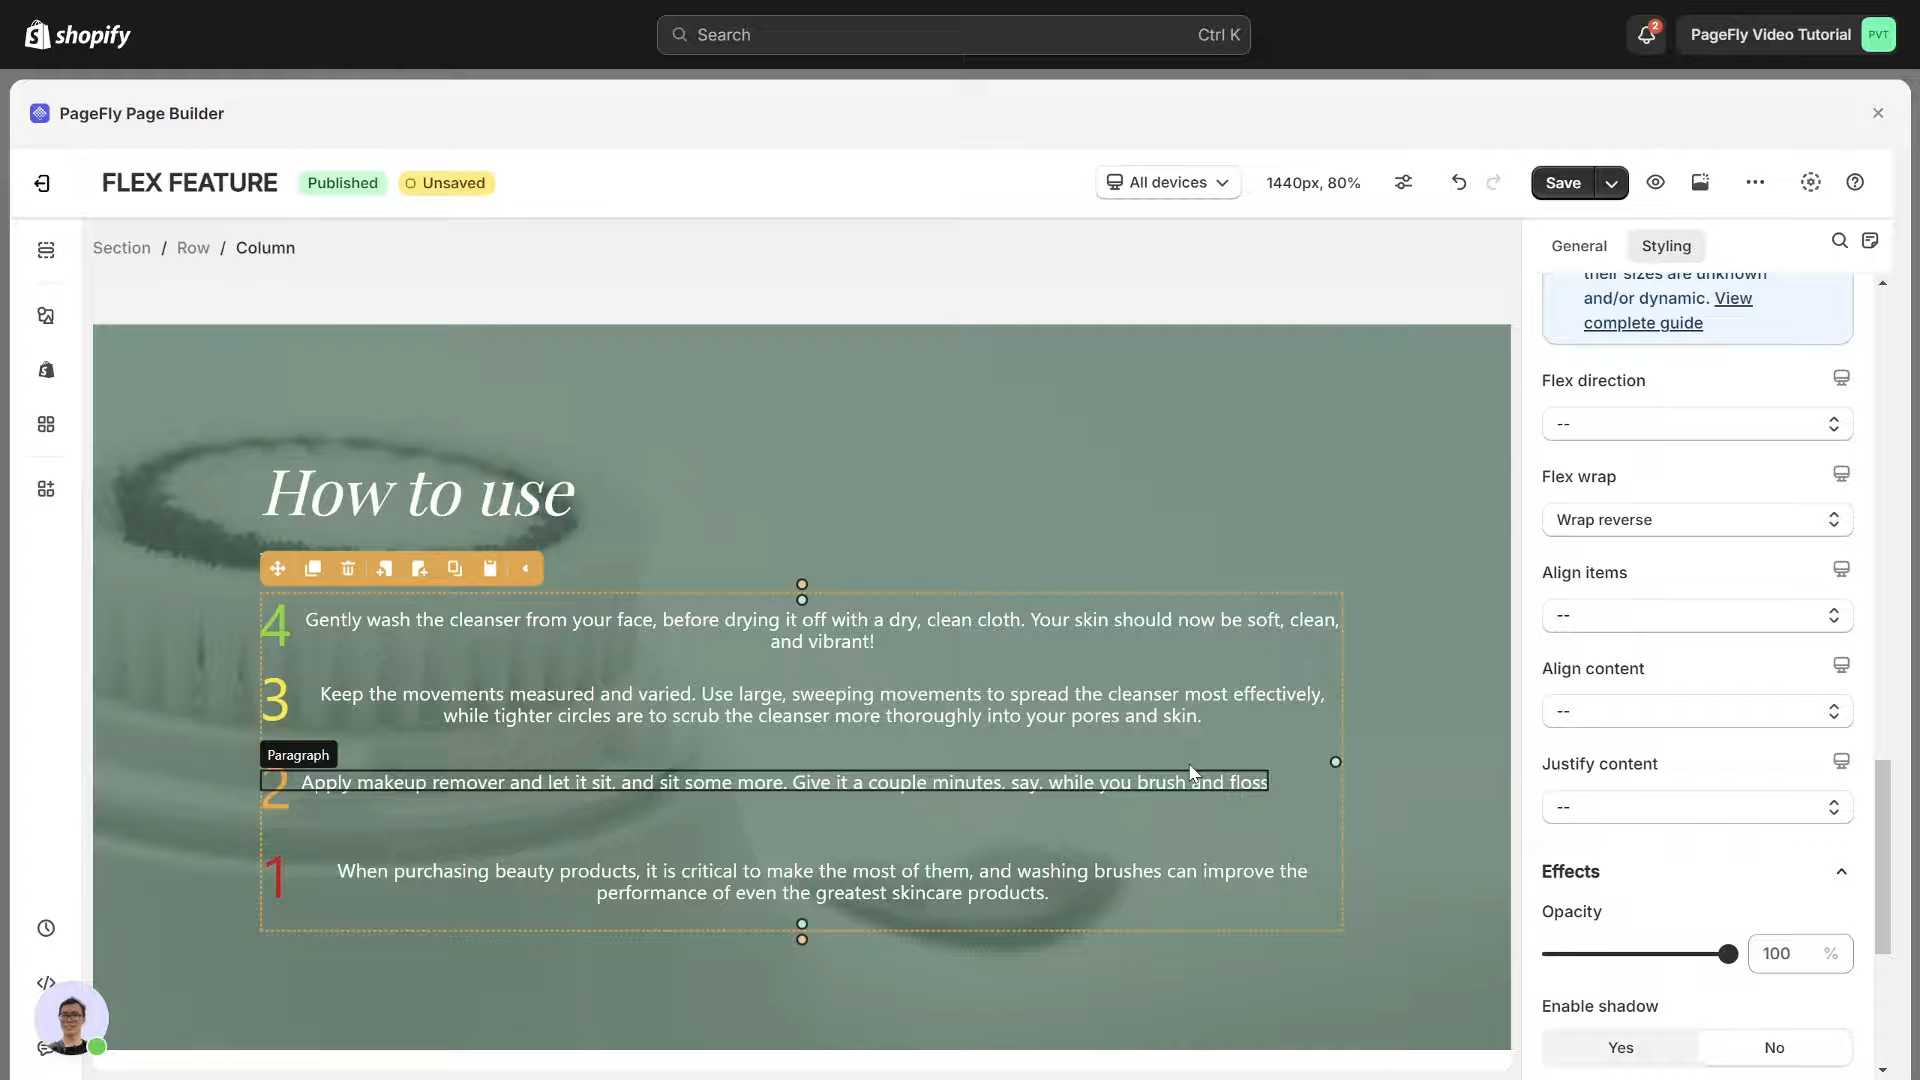 shopify
Search
Ctrl K
2
PageFly Video Tutorial
PVT
PageFly Page Builder
FLEX FEATURE
Published
Unsaved
All devices
1440px, 80%
Save
Section / Row / Column
General
Styling
their sizes are unknown
and/or dynamic. View
complete guide
Flex direction
--
Flex wrap
Wrap reverse
Align items
--
Align content
--
Justify content
--
Effects
Opacity
100 %
Enable shadow
Yes
No
How to use
4
Gently wash the cleanser from your face, before drying it off with a dry, clean cloth. Your skin should now be soft, clean,
and vibrant!
3
Keep the movements measured and varied. Use large, sweeping movements to spread the cleanser most effectively,
while tighter circles are to scrub the cleanser more thoroughly into your pores and skin.
Paragraph
2
Apply makeup remover and let it sit, and sit some more. Give it a couple minutes, say, while you brush and floss
1
When purchasing beauty products, it is critical to make the most of them, and washing brushes can improve the
performance of even the greatest skincare products.